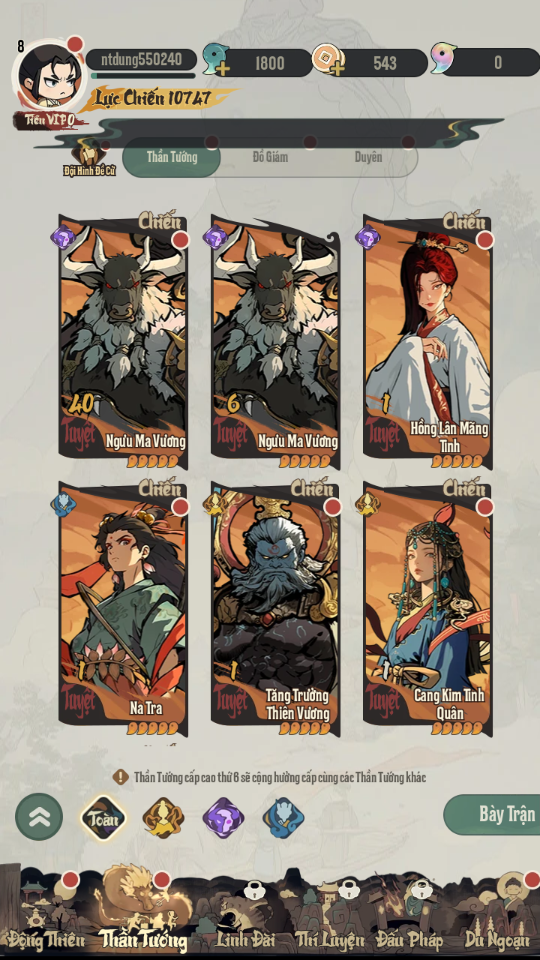 8
ntdung550240
1800
543
0
Lực Chiến 10747
Tiên VIP 0
Đội Hình Đề Cử
Thần Tướng
Đồ Giám
Duyên
Chiến
Chiến
40
Tuyệt
Ngưu Ma Vương
6
Tuyệt
Ngưu Ma Vương
1
Tuyệt
Hồng Lân Mãng
Tinh
Chiến
Chiến
Chiến
1
Tuyệt
Na Tra
1
Tuyệt
Tăng Trưởng
Thiên Vương
1
Tuyệt
Cang Kim Tinh
Quân
Thần Tướng cấp cao thứ 6 sẽ cộng hưởng cấp cùng các Thần Tướng khác
Toàn
Bày Trận
Động Thiên
Thần Tướng
Linh Đài
Thí Luyện
Đấu Pháp
Du Ngoạn